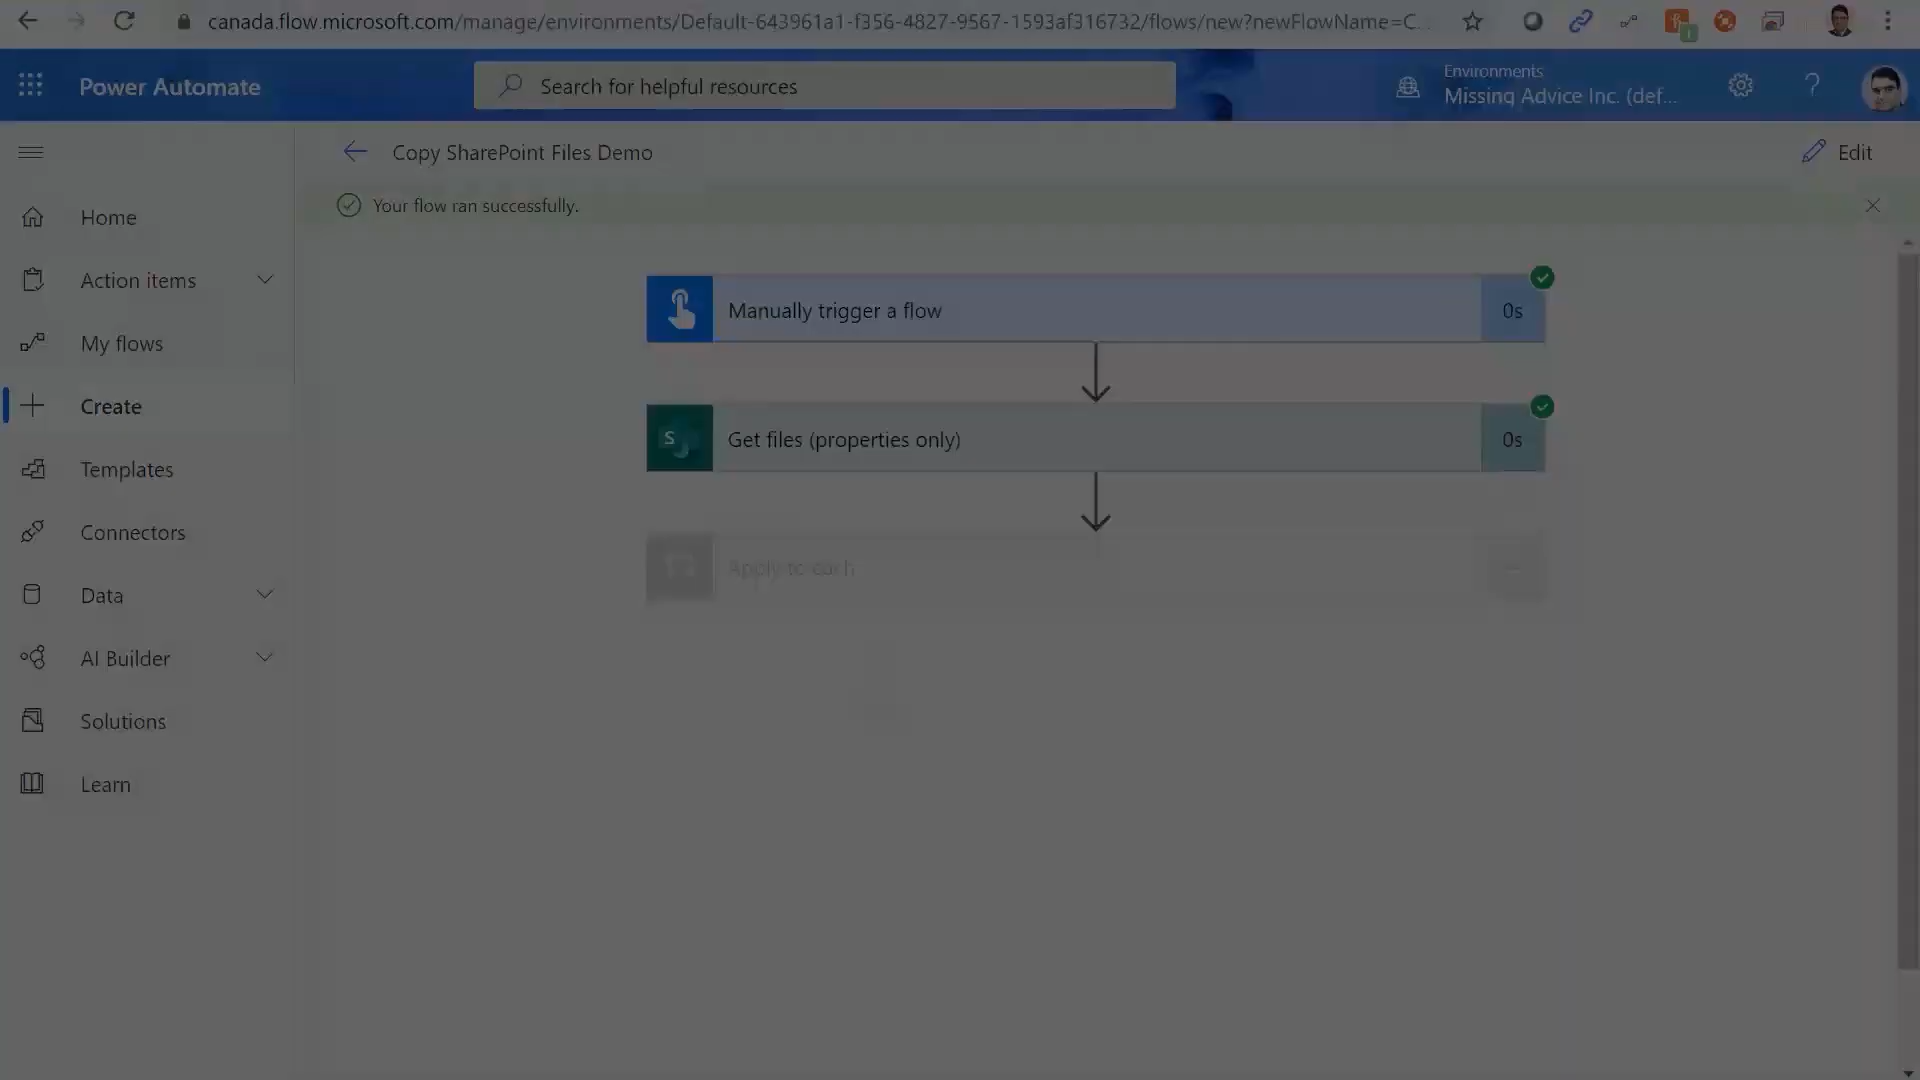 canada.flow.microsoft.com/manage/environments/Default-643961a1-f356-4827-9567-1593af316732/flows/new?newFlowName=C...
Power Automate
Search for helpful resources
Environments
Missing Advice Inc. (def...
?
Copy SharePoint Files Demo
Edit
Your flow ran successfully.
Home
Action items
My flows
Create
Templates
Connectors
Data
AI Builder
Solutions
Learn
Manually trigger a flow
0s
S
Get files (properties only)
0s
Apply to each